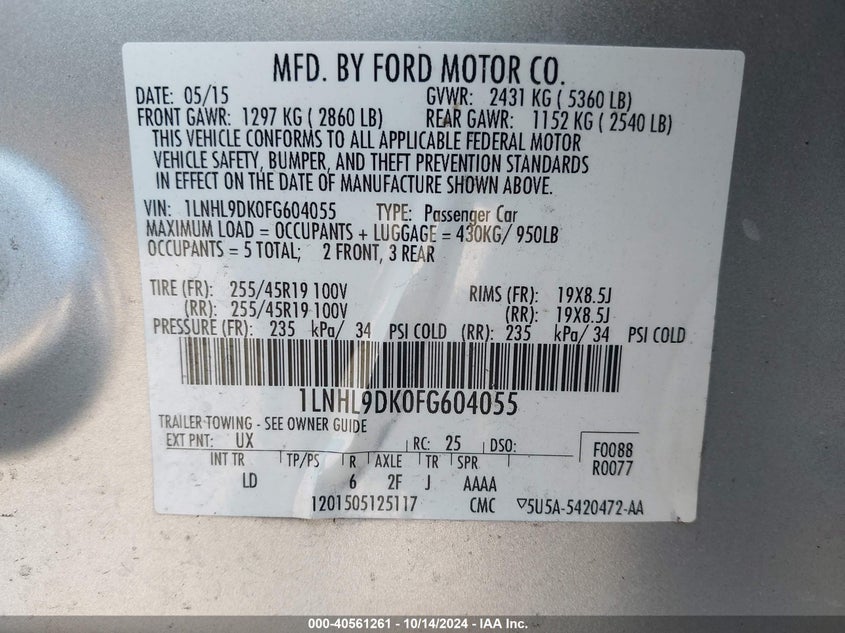 MFD. BY FORD MOTOR CO.
DATE: 05/15 GVWR: 2431 KG ( 5360 LB)
FRONT GAWR: 1297 KG ( 2860 LB) REAR GAWR: 1152 KG ( 2540 LB)
THIS VEHICLE CONFORMS TO ALL APPLICABLE FEDERAL MOTOR
VEHICLE SAFETY, BUMPER, AND THEFT PREVENTION STANDARDS
IN EFFECT ON THE DATE OF MANUFACTURE SHOWN ABOVE.
VIN: 1LNHL9DK0FG604055 TYPE: Passenger Car
MAXIMUM LOAD = OCCUPANTS + LUGGAGE = 430KG/ 950LB
OCCUPANTS = 5 TOTAL; 2 FRONT, 3 REAR
TIRE (FR): 255/45R19 100V RIMS (FR): 19X8.5J
(RR): 255/45R19 100V (RR): 19X8.5J
PRESSURE (FR): 235 kPa/ 34 PSI COLD (RR): 235 kPa/ 34 PSI COLD
1LNHL9DK0FG604055
TRAILER TOWING - SEE OWNER GUIDE
EXT PNT: UX RC: 25 DSO: F0088
INT TR TP/PS R AXLE TR SPR R0077
LD 6 2F J AAAA
1201505125117 CMC ▽5U5A-5420472-AA
000-40561261 - 10/14/2024 - IAA Inc.